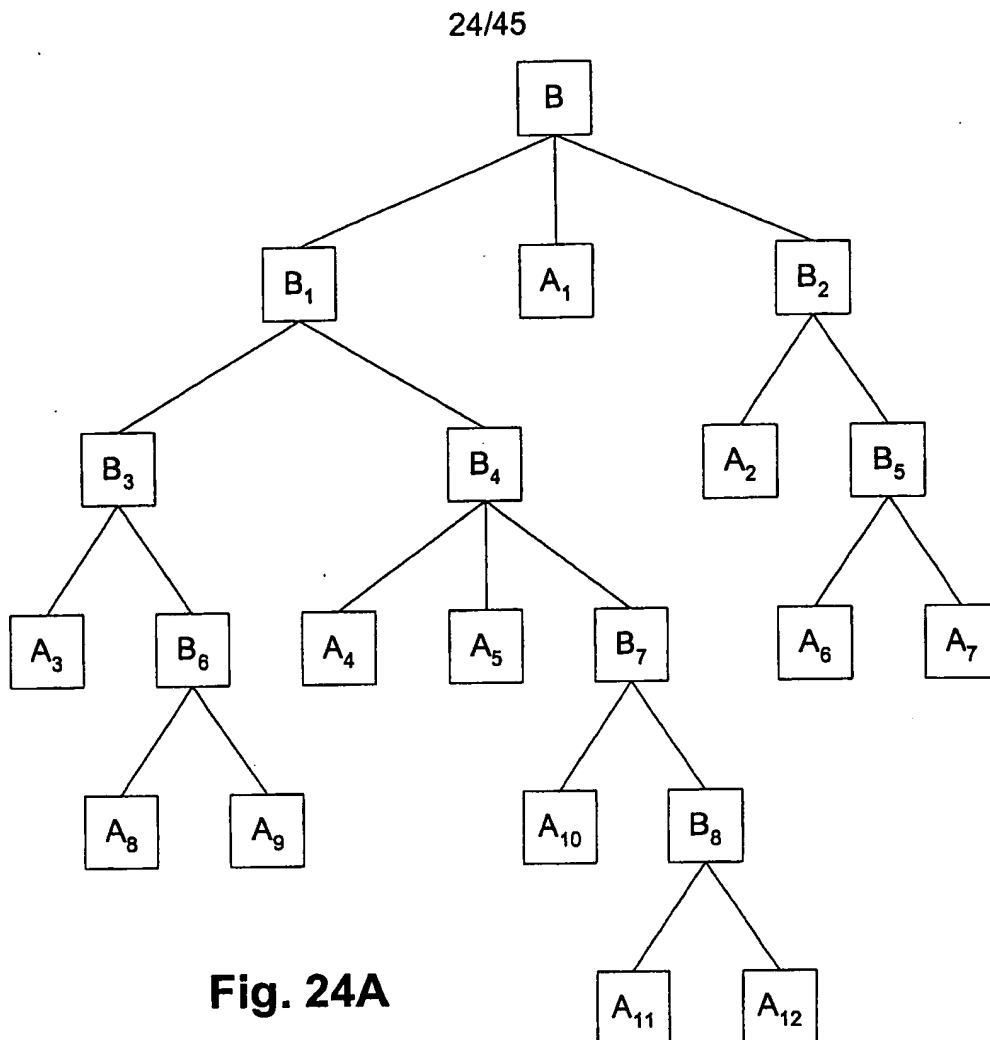 24/45
B
B₁ A₁ B₂
B₃ B₄ A₂ B₅
A₃ B₆ A₄ A₅ B₇ A₆ A₇
A₈ A₉ A₁₀ B₈
A₁₁ A₁₂
Fig. 24A